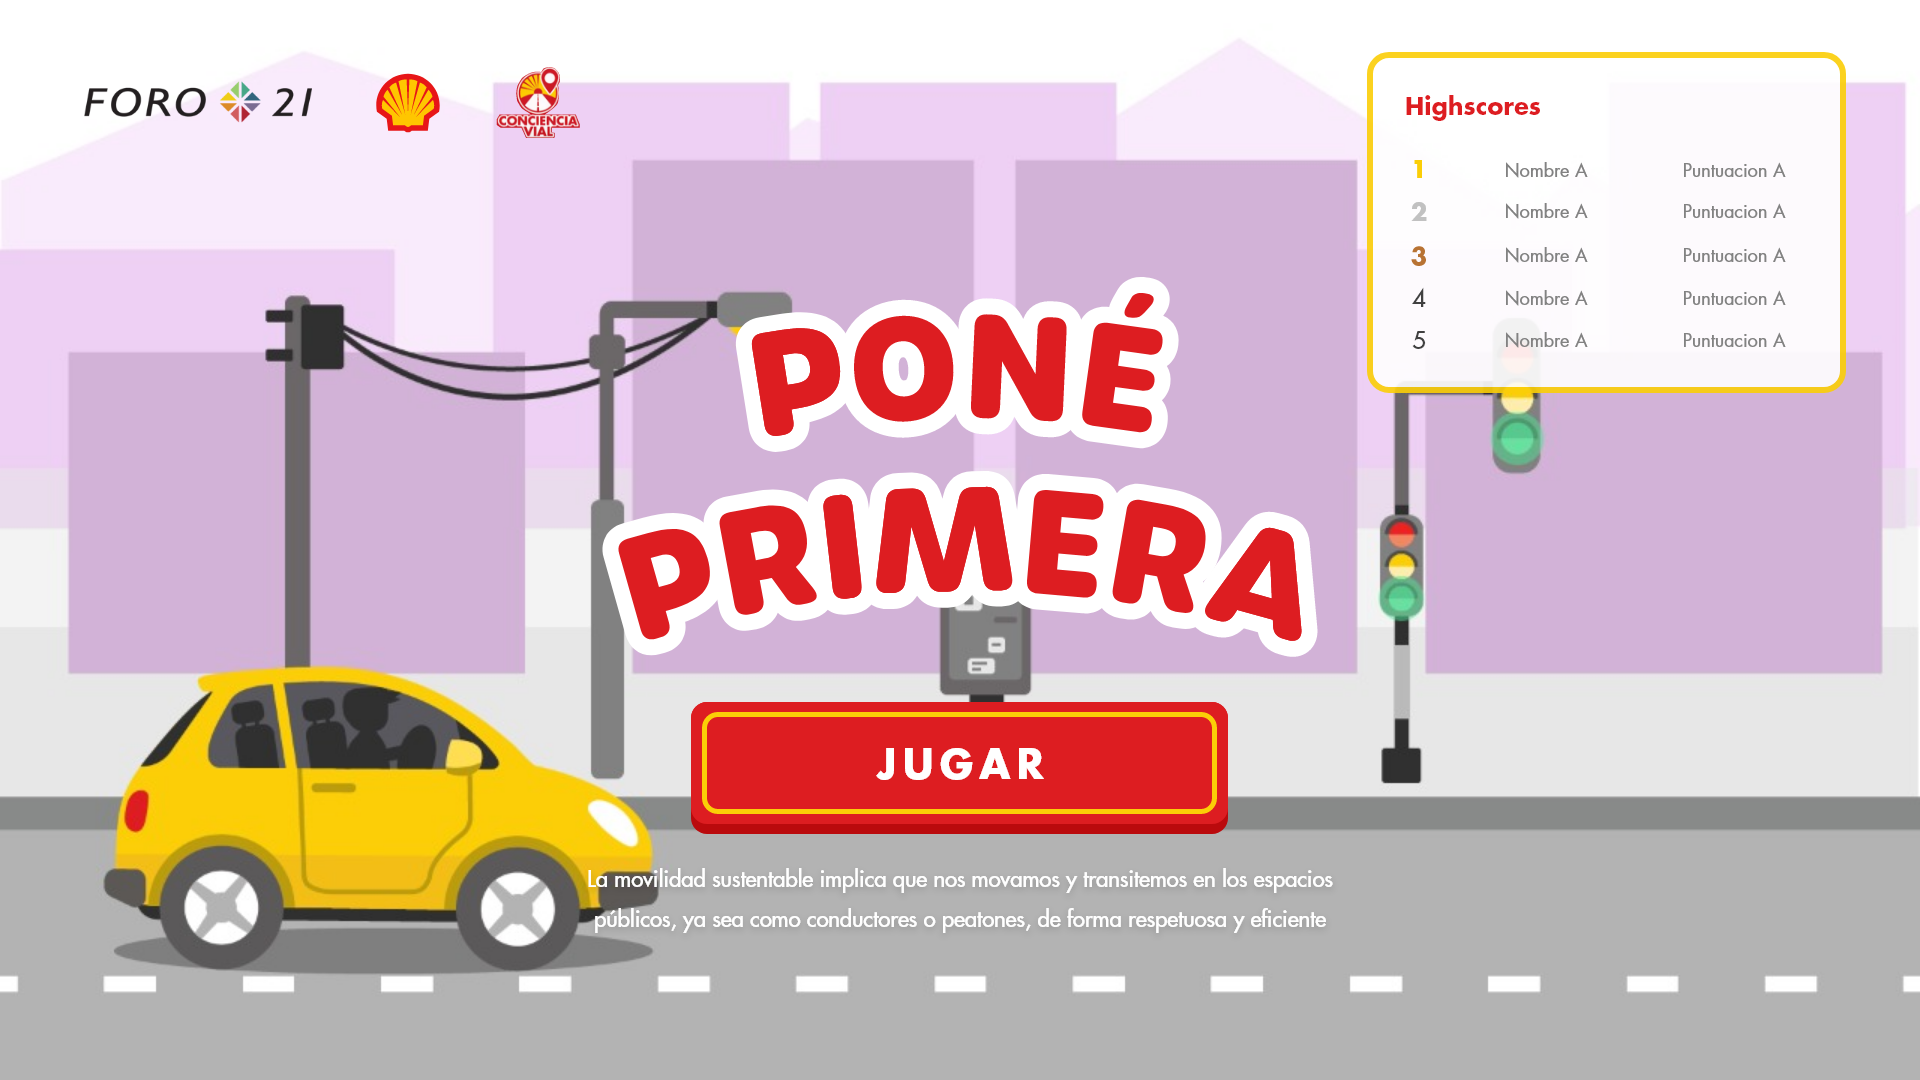 FORO 21
CONCIENCIA
VIAL
Highscores
1 Nombre A Puntuacion A
2 Nombre A Puntuacion A
3 Nombre A Puntuacion A
4 Nombre A Puntuacion A
5 Nombre A Puntuacion A
PONÉ
PRIMERA
JUGAR
La movilidad sustentable implica que nos movamos y transitemos en los espacios
públicos, ya sea como conductores o peatones, de forma respetuosa y eficiente